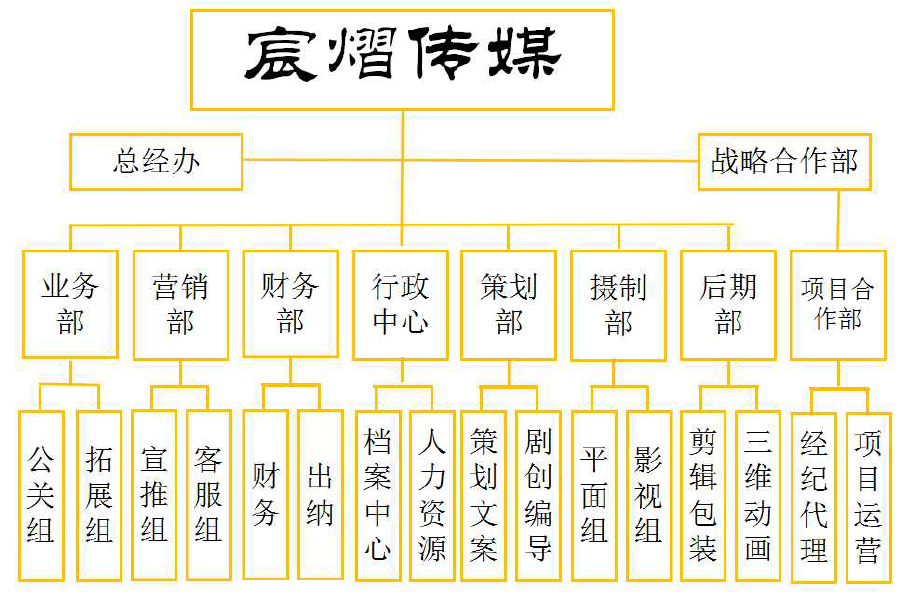 宸熠传媒
总经办
战略合作部
业务
部
营销
部
财务
部
行政
中心
策划
部
摄制
部
后期
部
项目合
作部
公关组
拓展组
宣推组
客服组
财务
出纳
档案中心
人力资源
策划文案
剧创编导
平面组
影视组
剪辑包装
三维动画
经纪代理
项目运营